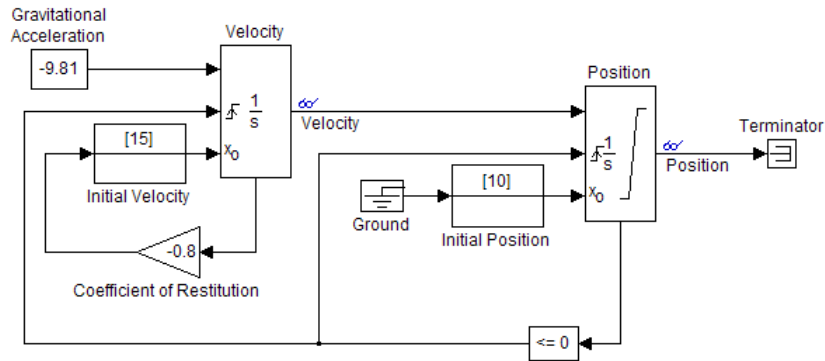 Gravitational
Acceleration
-9.81
Velocity
1
s
x0
Velocity
[15]
Initial Velocity
-0.8
Coefficient of Restitution
Ground
[10]
Initial Position
Position
1
s
x0
Position
Terminator
<= 0